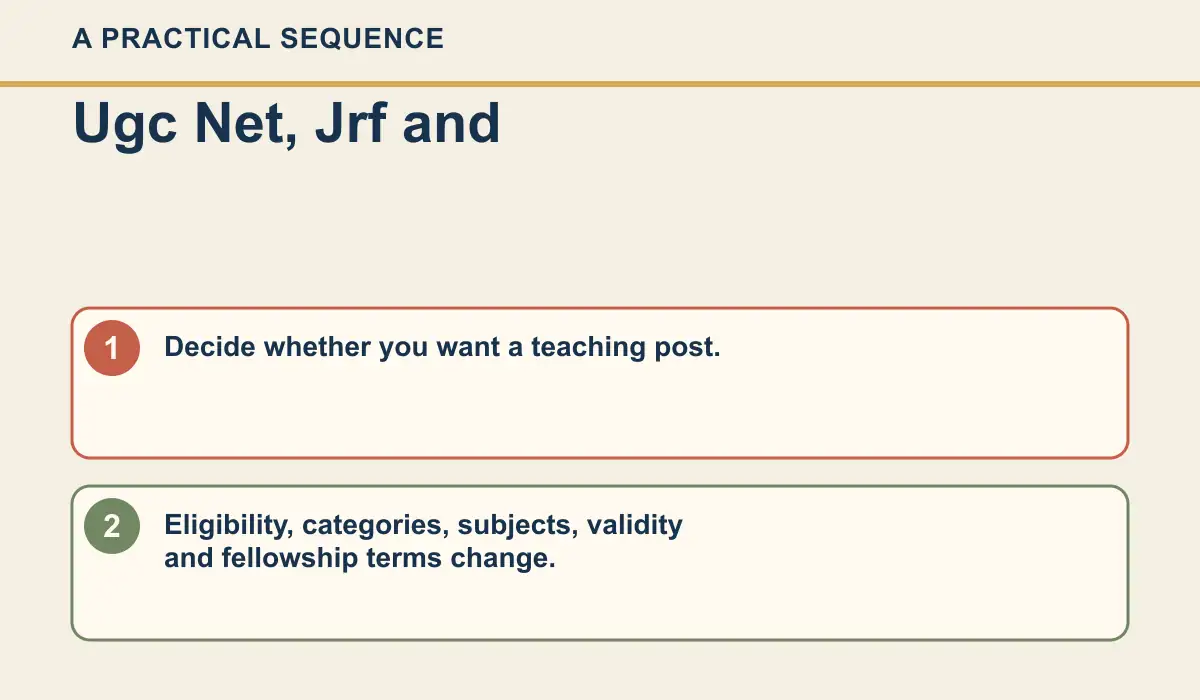 A PRACTICAL SEQUENCE
Ugc Net, Jrf and
1
Decide whether you want a teaching post.
2
Eligibility, categories, subjects, validity
and fellowship terms change.